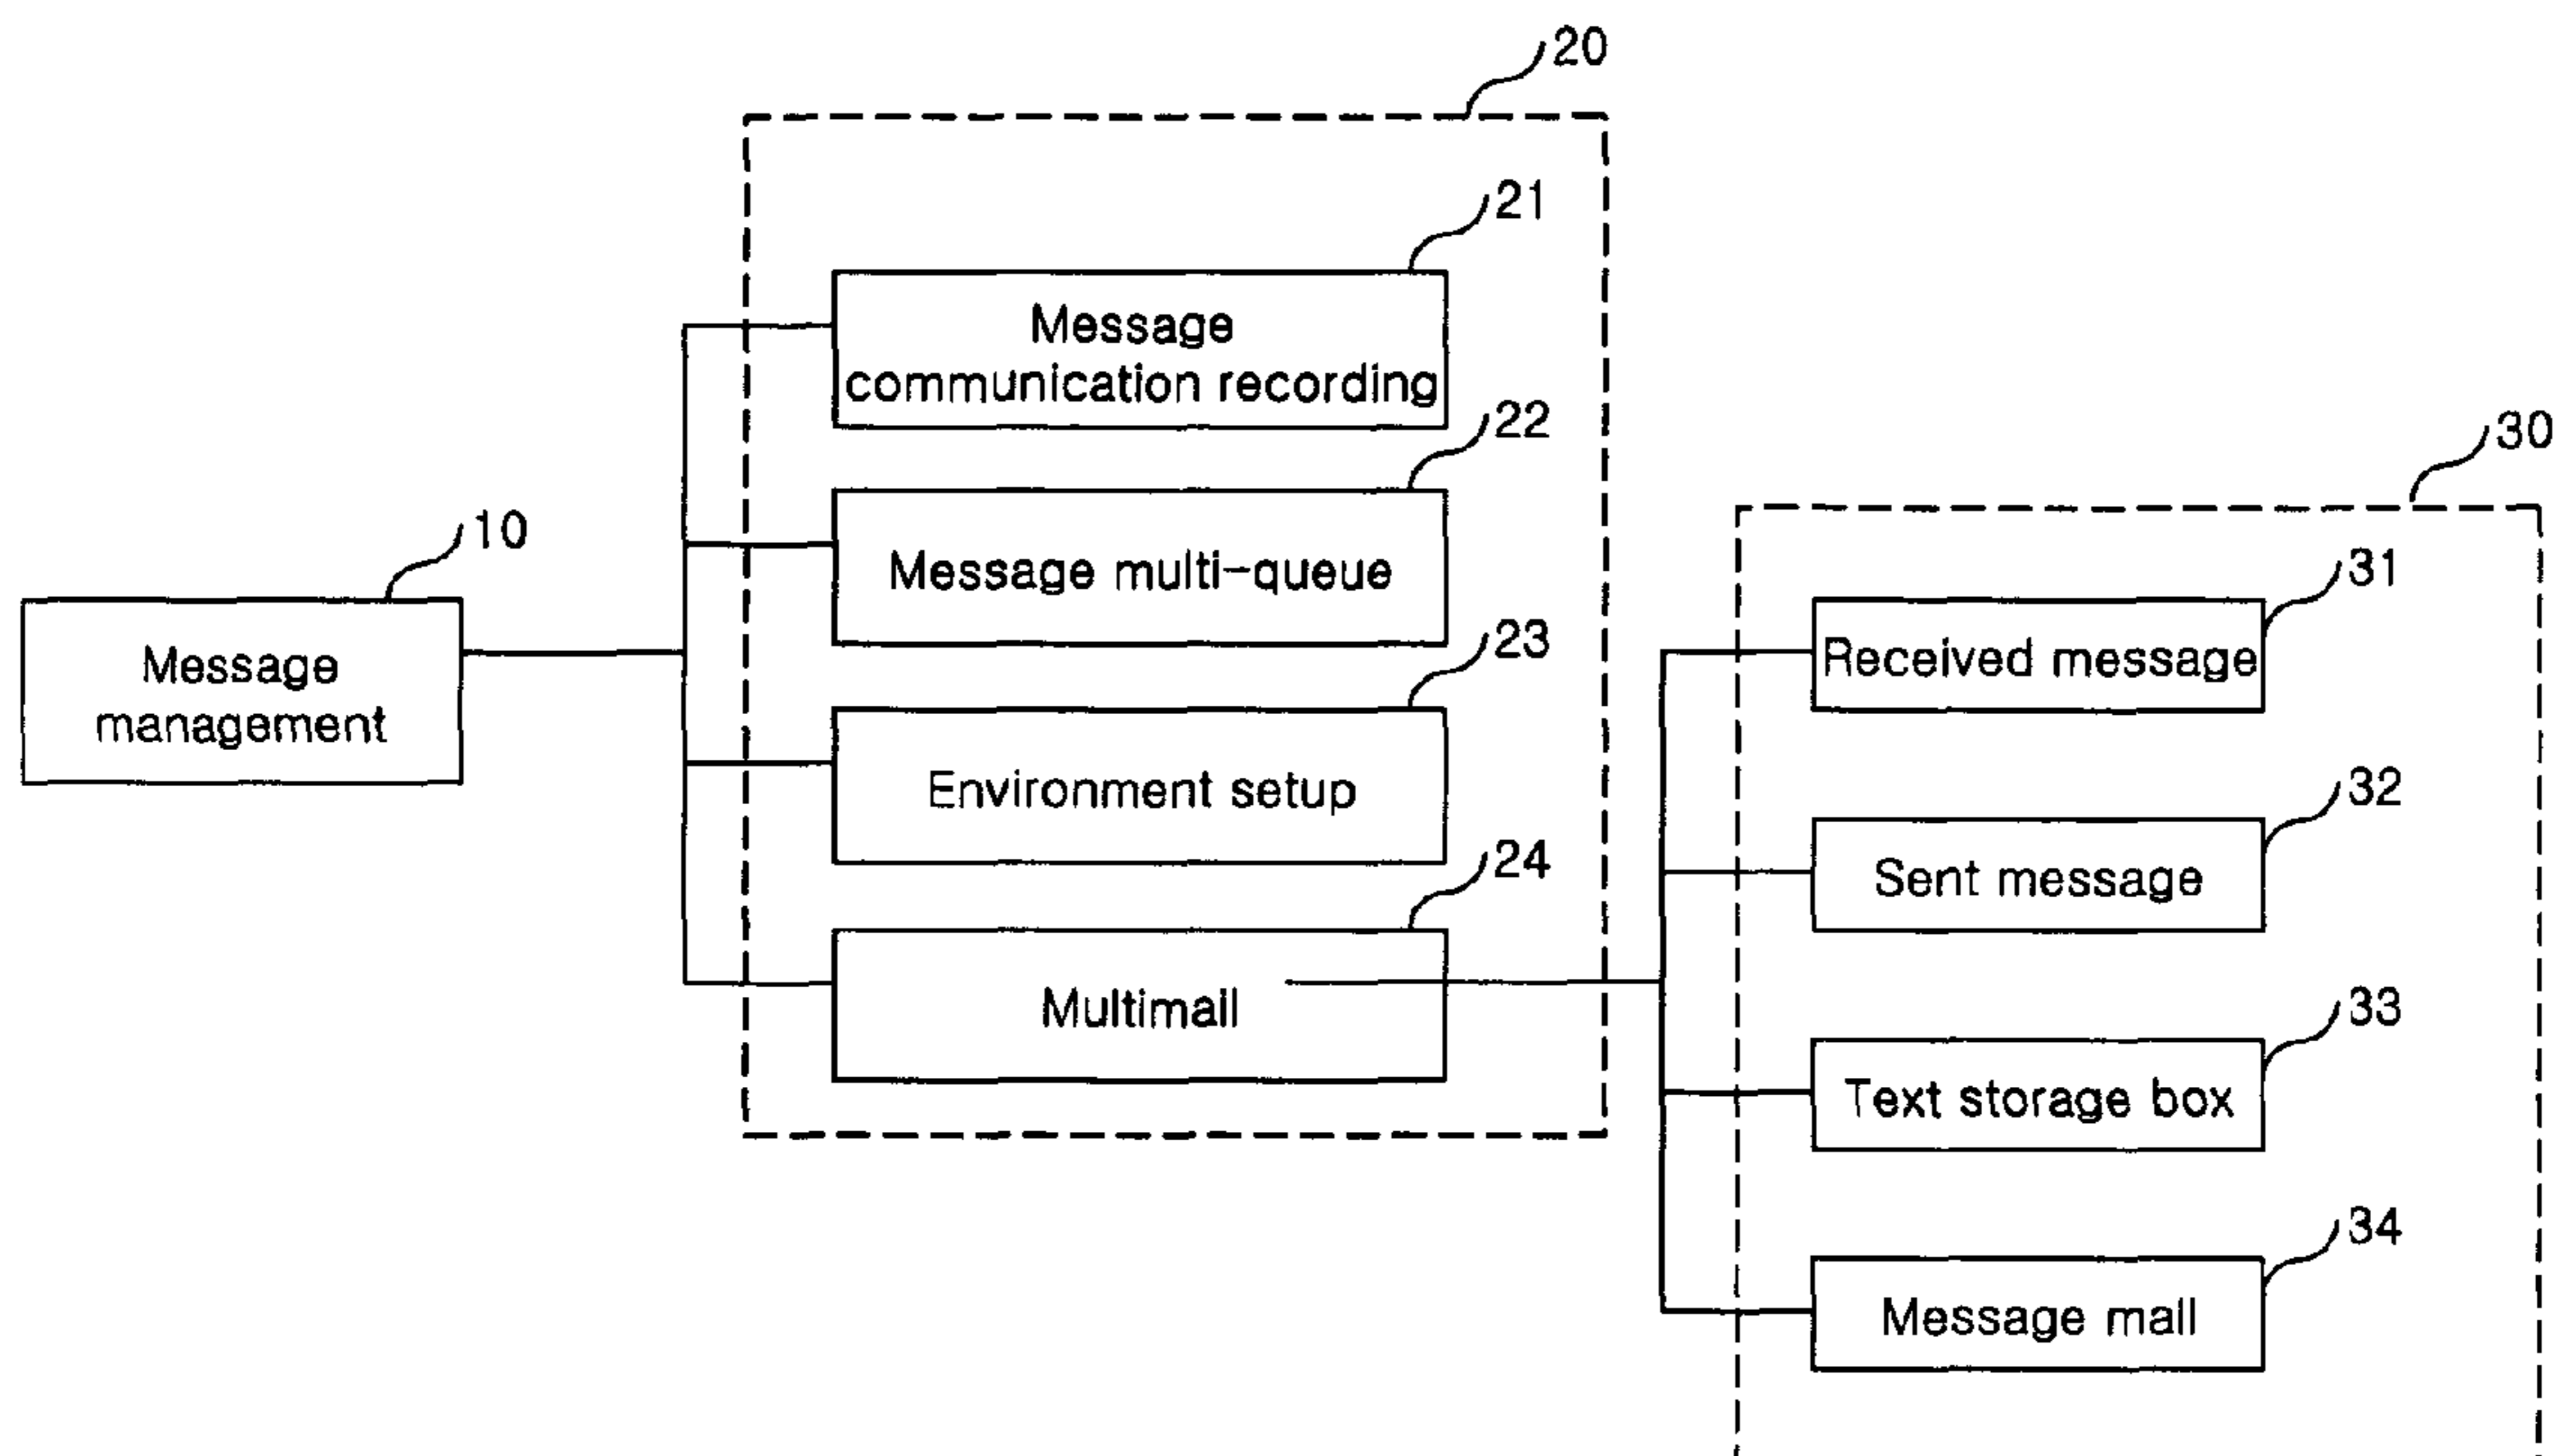 20
21
Message
communication recording
22
Message multi-queue
23
Environment setup
24
Multimail
10
Message
management
30
31
Received message
32
Sent message
33
Text storage box
34
Message mall